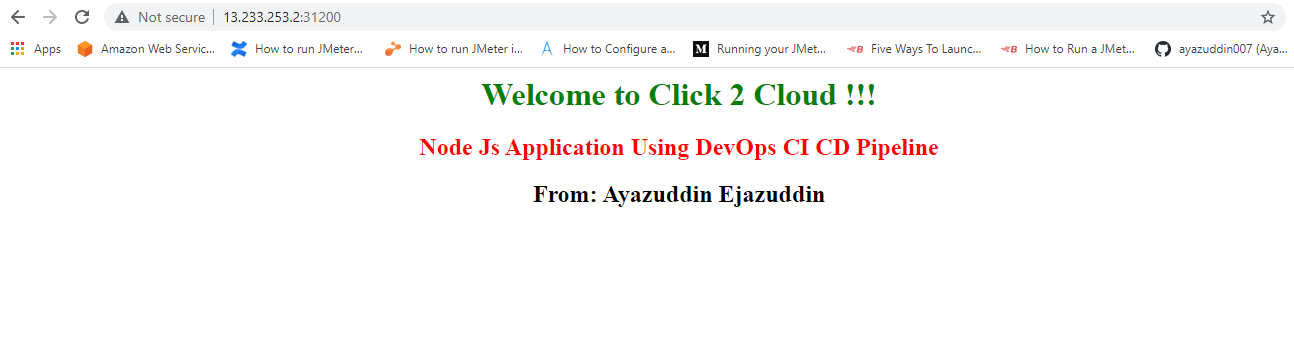 Not secure 13.233.253.2:31200
Apps Amazon Web Servic... How to run JMeter... How to run JMeter i... How to Configure a... M Running your JMet... Five Ways To Launc... How to Run a JMet... ayazuddin007 (Aya...
Welcome to Click 2 Cloud !!!
Node Js Application Using DevOps CI CD Pipeline
From: Ayazuddin Ejazuddin